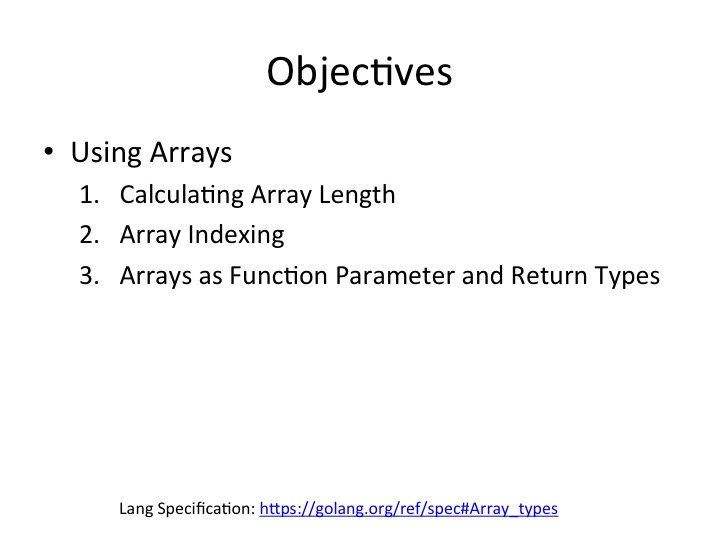 Objectives
• Using Arrays
1. Calculating Array Length
2. Array Indexing
3. Arrays as Function Parameter and Return Types
Lang Specification: https://golang.org/ref/spec#Array_types